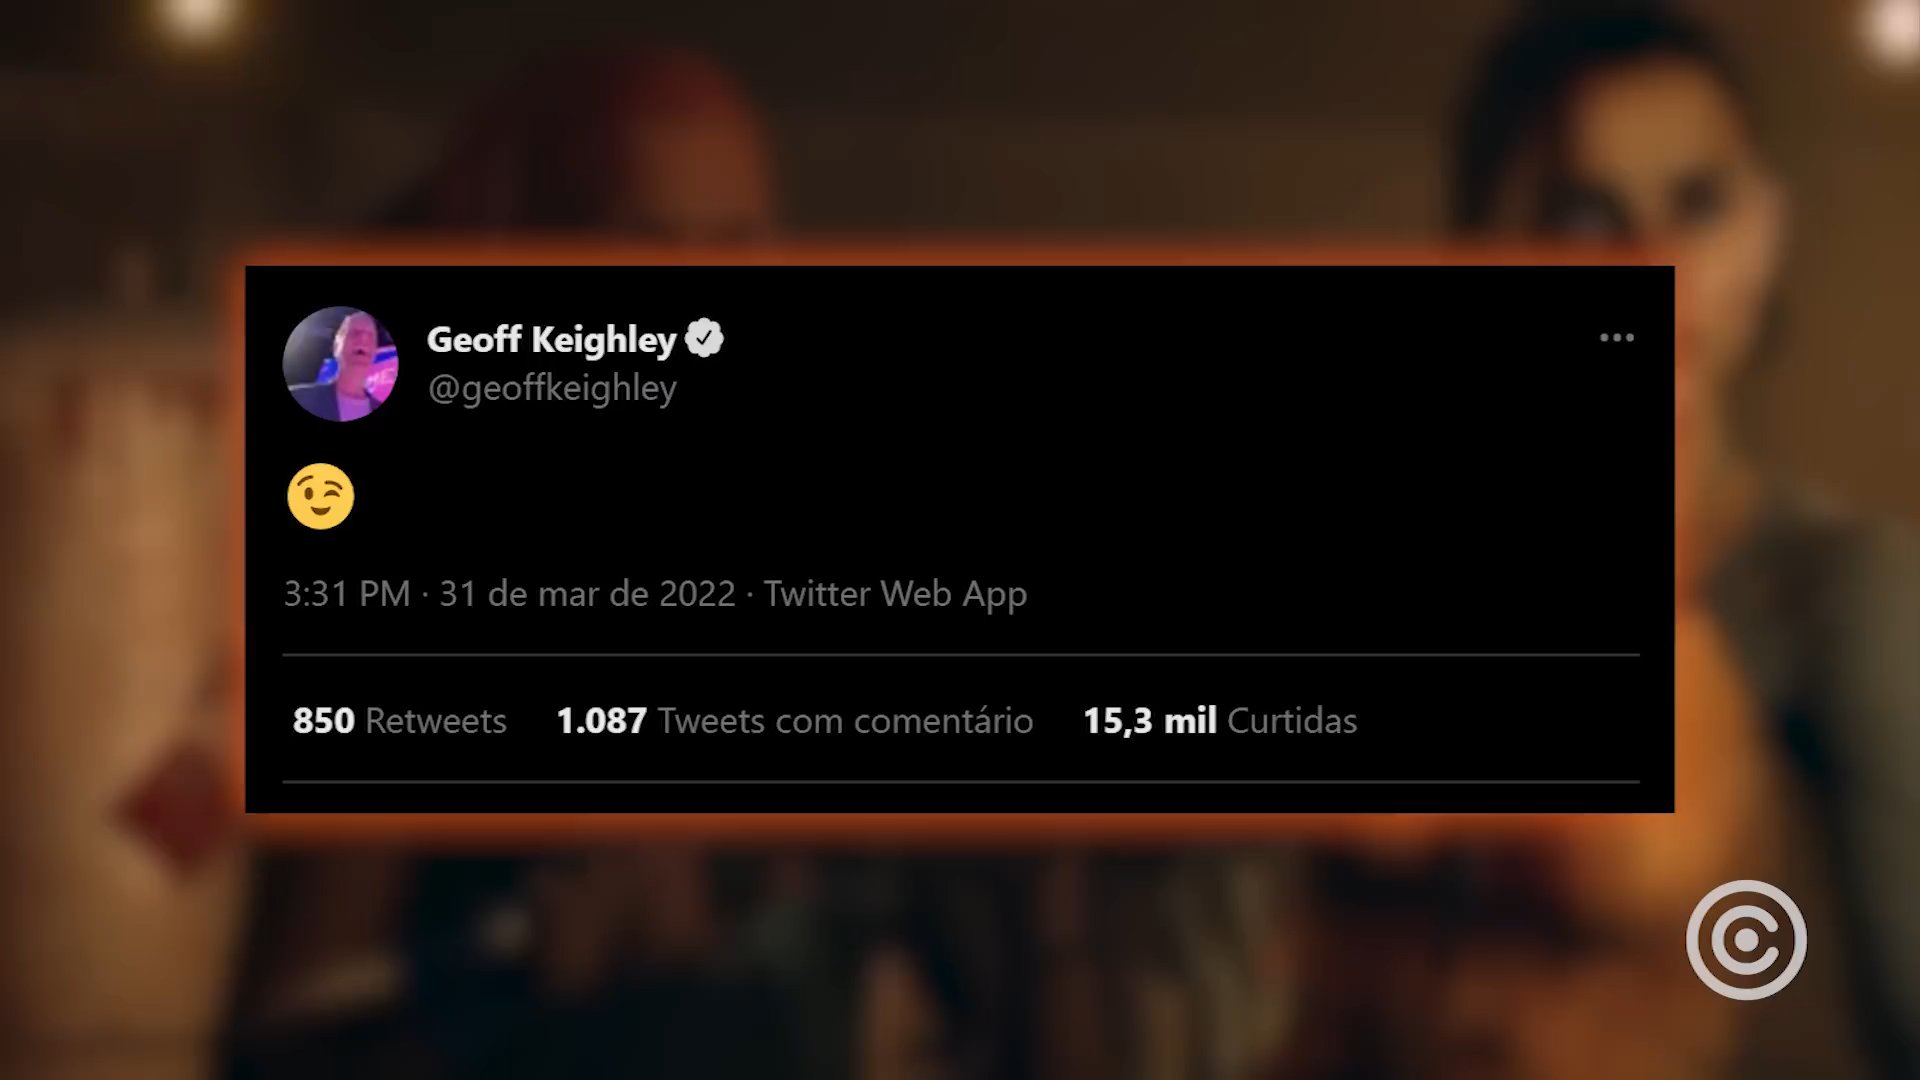 Geoff Keighley
@geoffkeighley
😉
3:31 PM · 31 de mar de 2022 · Twitter Web App
850 Retweets 1.087 Tweets com comentário 15,3 mil Curtidas